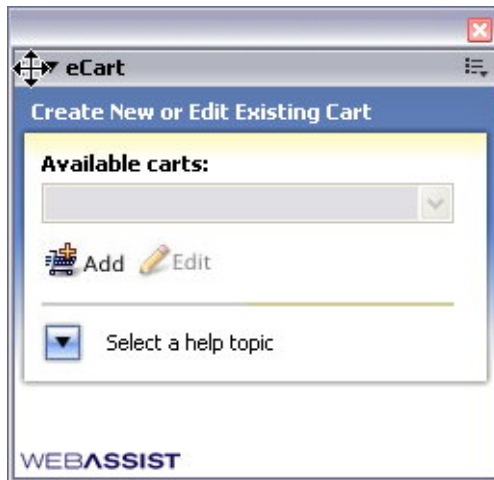 eCart
Create New or Edit Existing Cart
Available carts:
Add Edit
Select a help topic
WEBASSIST